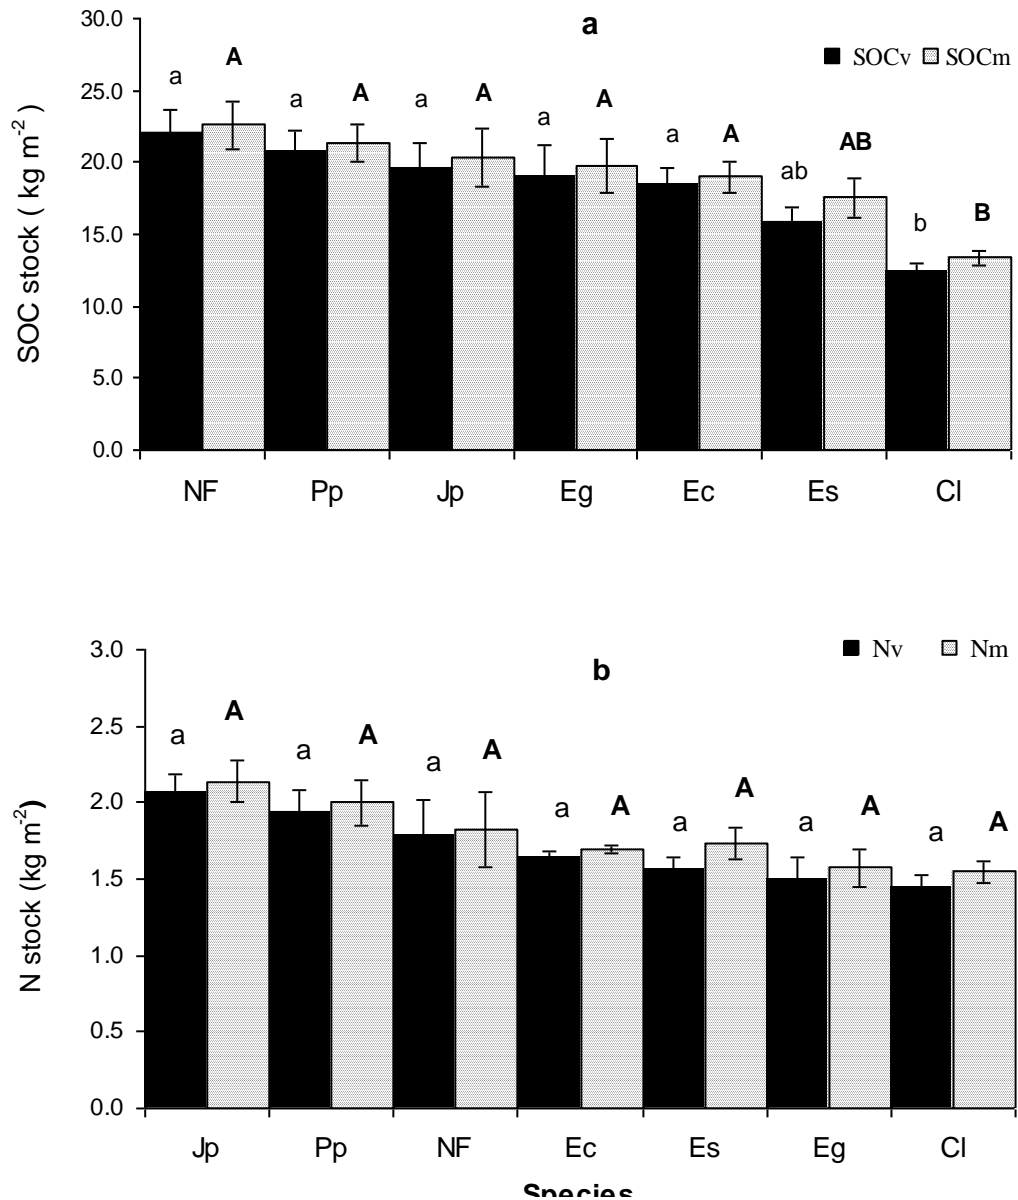 a
SOCv SOCm
30.0
25.0
20.0
15.0
10.0
5.0
0.0
SOC stock ( kg m-2 )
a A a A a A a A a A ab AB b B
NF Pp Jp Eg Ec Es Cl
b
Nv Nm
3.0
2.5
2.0
1.5
1.0
0.5
0.0
N stock (kg m-2)
a A a A a A a A a A a A a A
Jp Pp NF Ec Es Eg Cl
Species